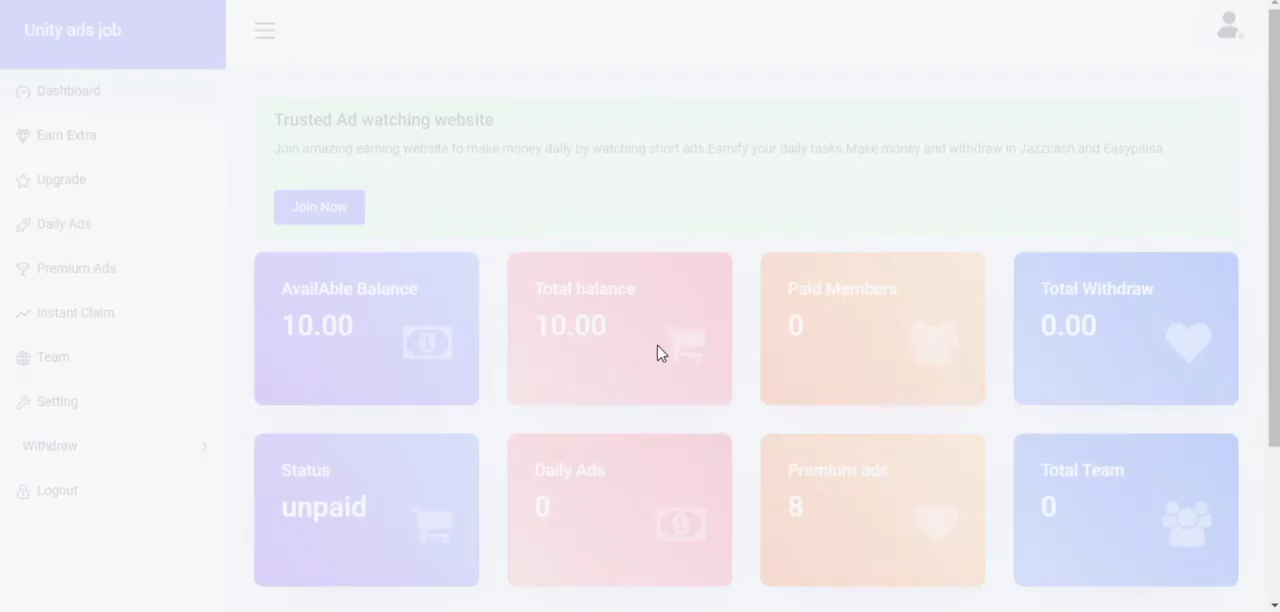 Unity ads job
Dashboard
Earn Extra
Upgrade
Daily Ads
Premium Ads
Instant Claim
Team
Setting
Withdraw
Logout
Trusted Ad watching website
Join amazing earning website to make money daily by watching short ads.Earnify your daily tasks.Make money and withdraw in Jazzcash and Easypaisa.
Join Now
AvailAble Balance
10.00
Total balance
10.00
Paid Members
0
Total Withdraw
0.00
Status
unpaid
Daily Ads
0
Premium ads
8
Total Team
0